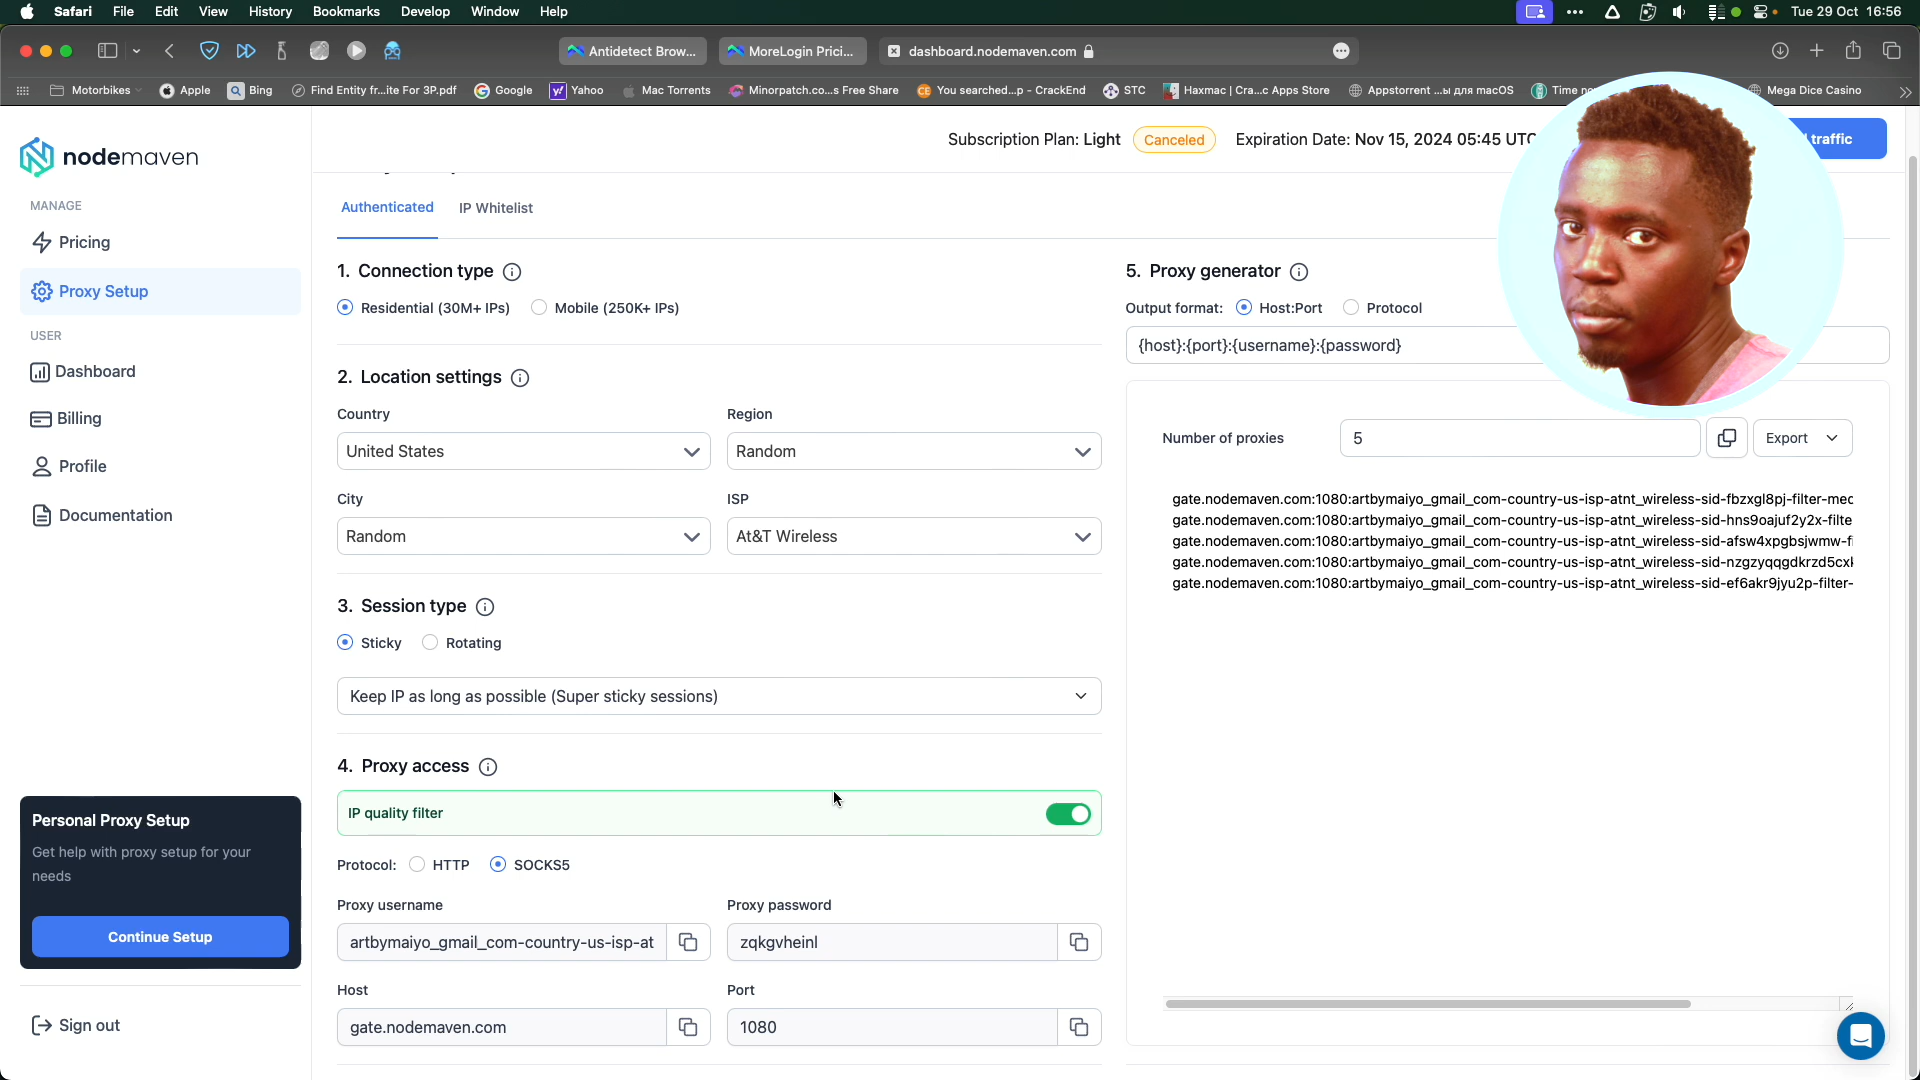 Safari File Edit View History Bookmarks Develop Window Help
Tue 29 Oct 16:56
Antidetect Brow...
MoreLogin Prici...
dashboard.nodemaven.com
Motorbikes
Apple
Bing
Find Entity fr...ite For 3P.pdf
Google
Yahoo
Mac Torrents
Minorpatch.co...s Free Share
You searched...p - CrackEnd
STC
Haxmac | Cra...c Apps Store
Appstorrent ...ы для macOS
Mega Dice Casino
nodemaven
Subscription Plan: Light Canceled Expiration Date: Nov 15, 2024 05:45 UTC
traffic
MANAGE
Pricing
Proxy Setup
USER
Dashboard
Billing
Profile
Documentation
Personal Proxy Setup
Get help with proxy setup for your
needs
Continue Setup
Sign out
Authenticated IP Whitelist
1. Connection type
Residential (30M+ IPs) Mobile (250K+ IPs)
2. Location settings
Country Region
United States Random
City ISP
Random At&T Wireless
3. Session type
Sticky Rotating
Keep IP as long as possible (Super sticky sessions)
4. Proxy access
IP quality filter
Protocol: HTTP SOCKS5
Proxy username Proxy password
artbymaiyo_gmail_com-country-us-isp-at zqkgvheinl
Host Port
gate.nodemaven.com 1080
5. Proxy generator
Output format: Host:Port Protocol
{host}:{port}:{username}:{password}
Number of proxies 5 Export
gate.nodemaven.com:1080:artbymaiyo_gmail_com-country-us-isp-atnt_wireless-sid-fbzxgl8pj-filter-mec
gate.nodemaven.com:1080:artbymaiyo_gmail_com-country-us-isp-atnt_wireless-sid-hns9oajuf2y2x-filte
gate.nodemaven.com:1080:artbymaiyo_gmail_com-country-us-isp-atnt_wireless-sid-afsw4xpgbsjwmw-f
gate.nodemaven.com:1080:artbymaiyo_gmail_com-country-us-isp-atnt_wireless-sid-nzgzyqqgdkrzd5cx
gate.nodemaven.com:1080:artbymaiyo_gmail_com-country-us-isp-atnt_wireless-sid-ef6akr9jyu2p-filter-